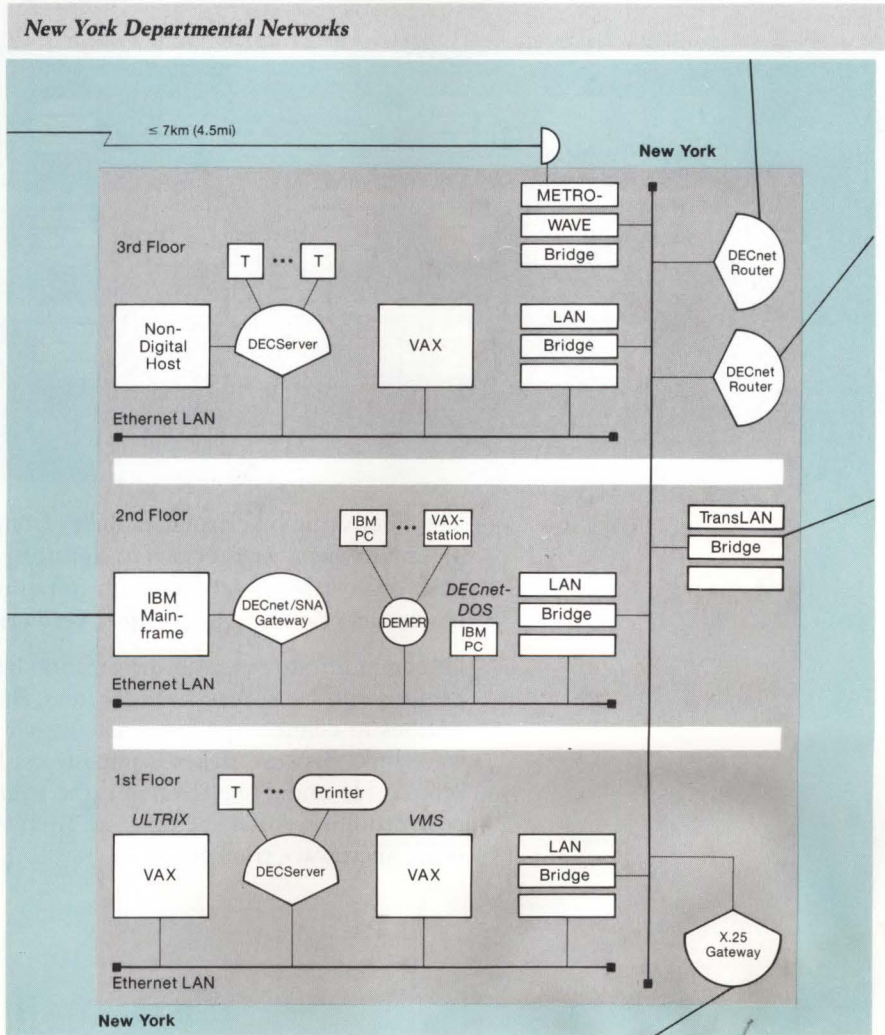 New York Departmental Networks
≤ 7km (4.5mi)
New York
METRO-
WAVE
Bridge
3rd Floor
T ••• T
DECnet
Router
Non-
Digital
Host
DECServer
VAX
LAN
Bridge
DECnet
Router
Ethernet LAN
2nd Floor
IBM
PC
•••
VAX-
station
TransLAN
Bridge
IBM
Main-
frame
DECnet/SNA
Gateway
DEMPR
DECnet-
DOS
IBM
PC
LAN
Bridge
Ethernet LAN
1st Floor
T ••• Printer
ULTRIX
VAX
DECServer
VMS
VAX
LAN
Bridge
X.25
Gateway
Ethernet LAN
New York